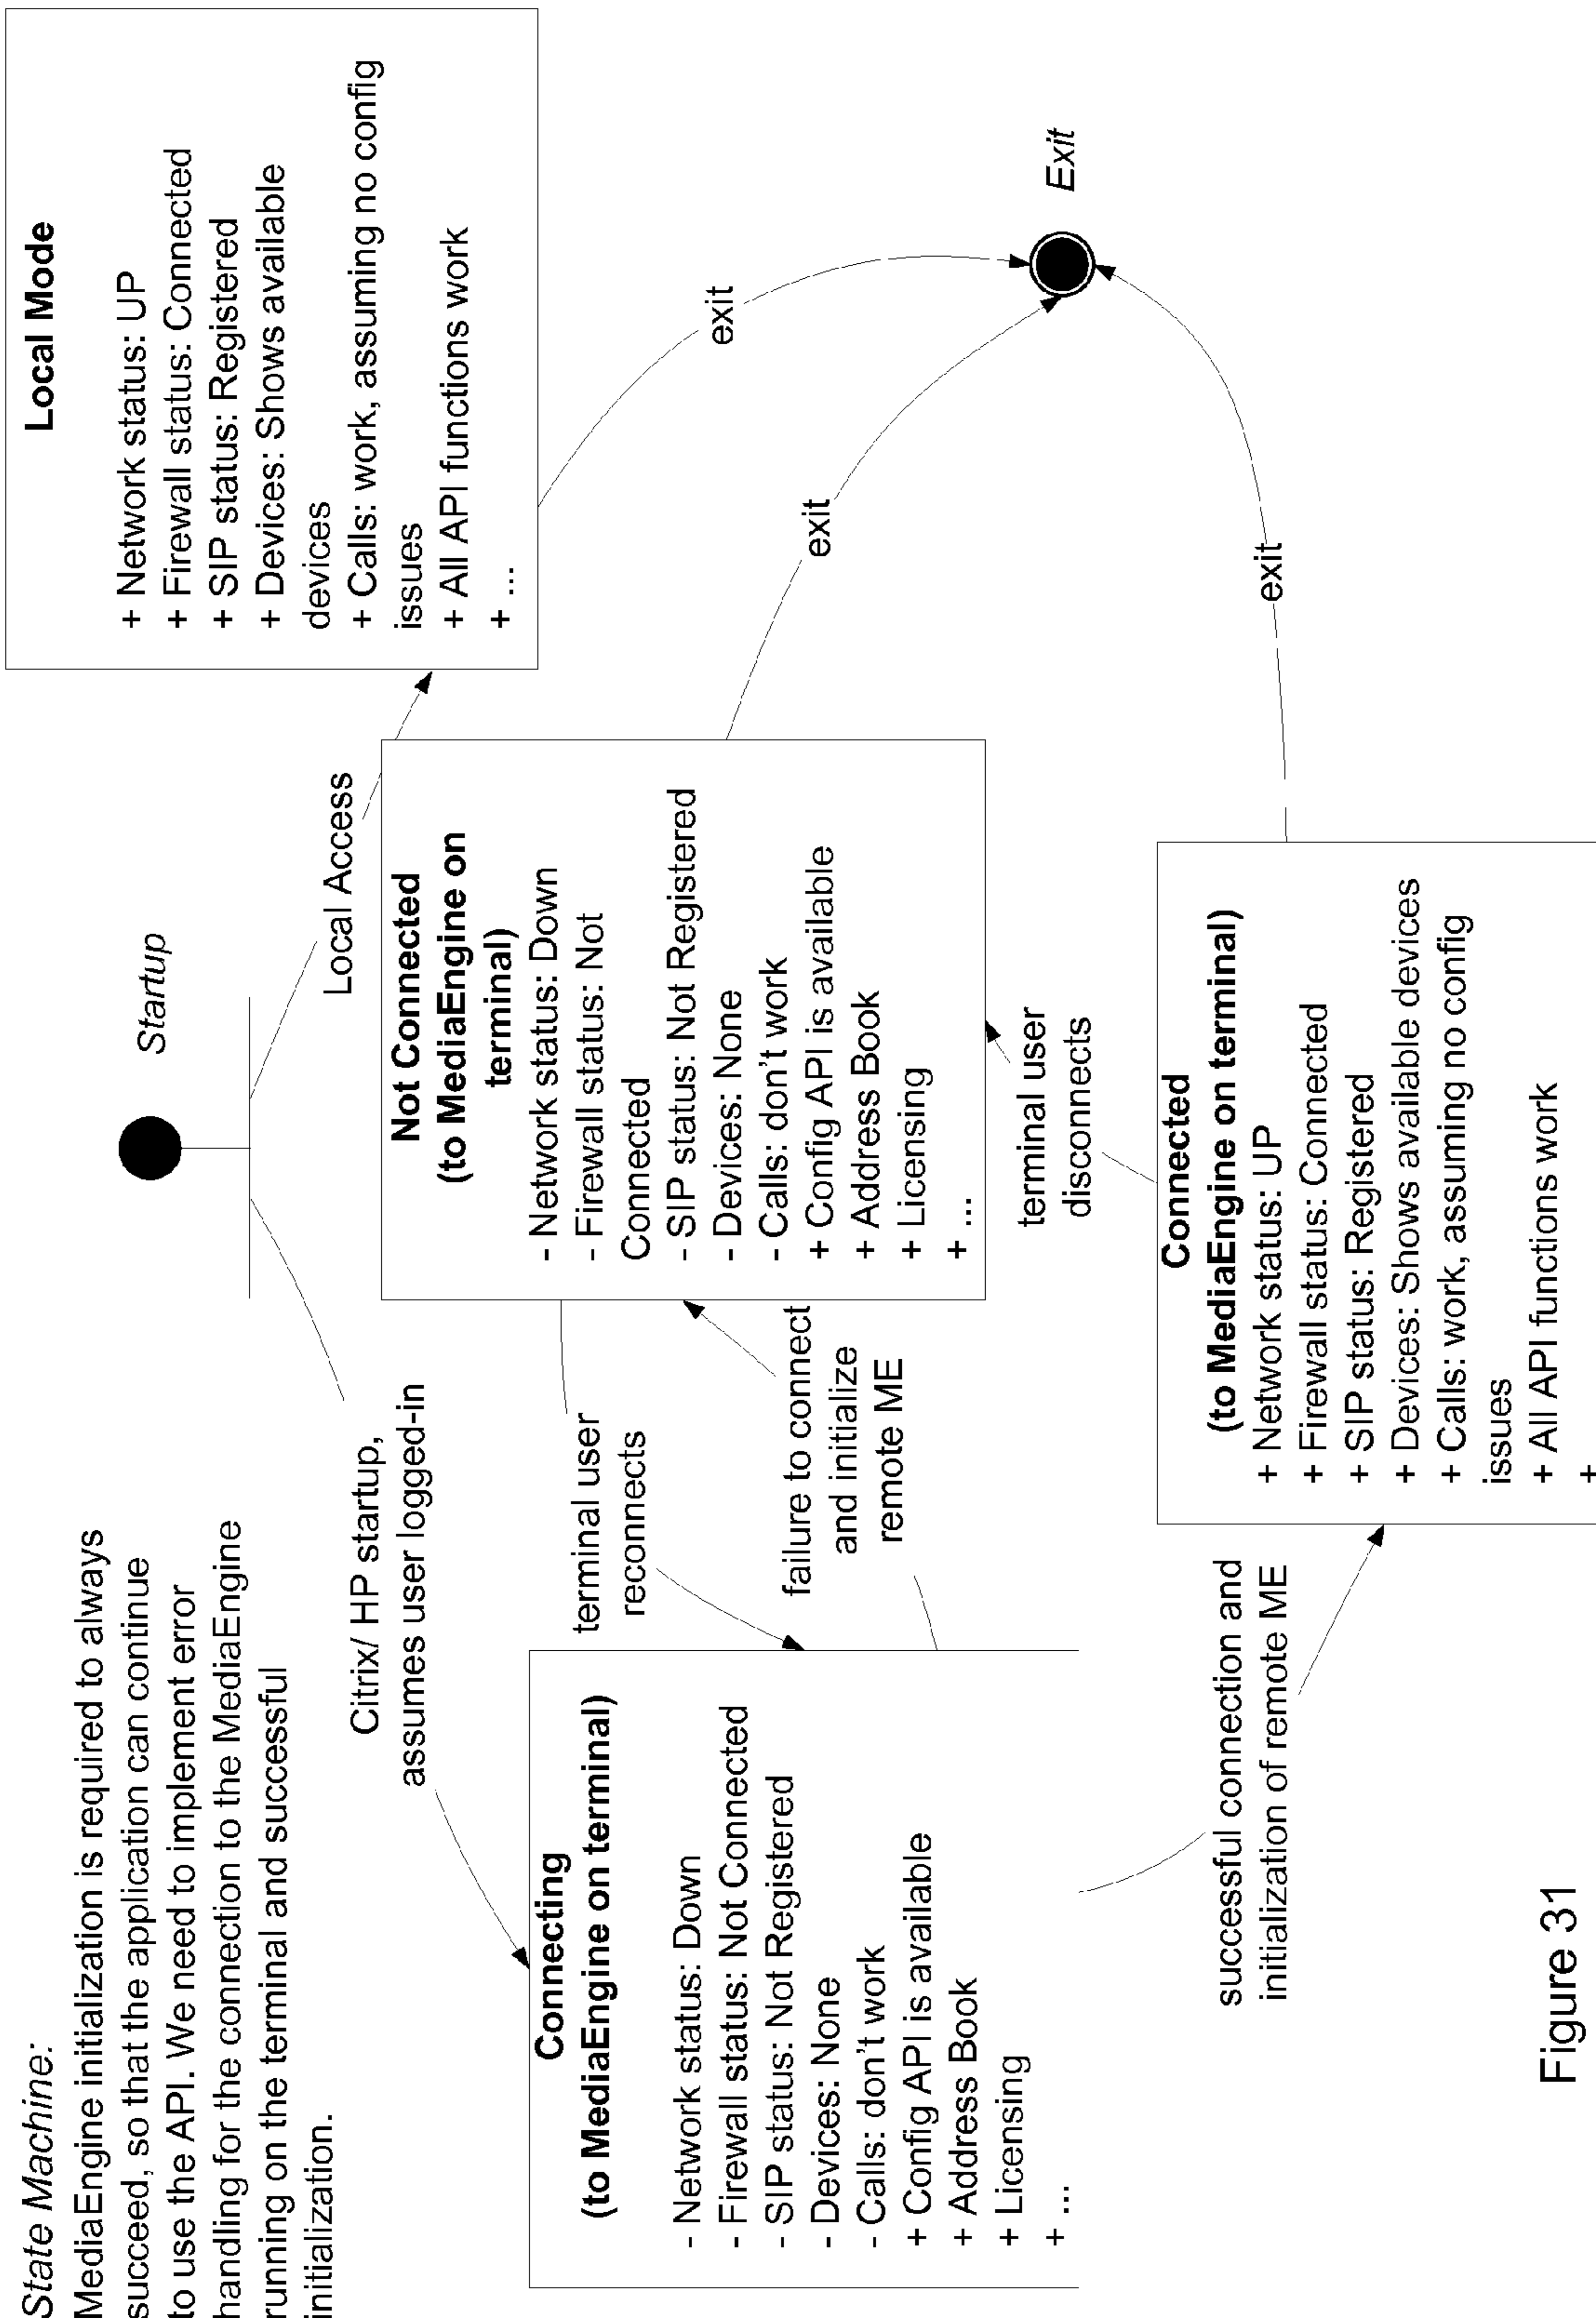 State Machine:
MediaEngine initialization is required to always
succeed, so that the application can continue
to use the API. We need to implement error
handling for the connection to the MediaEngine
running on the terminal and successful
initialization.
Startup
Citrix/ HP startup,
assumes user logged-in
Local Access
Local Mode
+ Network status: UP
+ Firewall status: Connected
+ SIP status: Registered
+ Devices: Shows available
devices
+ Calls: work, assuming no config
issues
+ All API functions work
+ ...
Connecting
(to MediaEngine on terminal)
- Network status: Down
- Firewall status: Not Connected
- SIP status: Not Registered
- Devices: None
- Calls: don't work
+ Config API is available
+ Address Book
+ Licensing
+ ...
terminal user
reconnects
failure to connect
and initialize
remote ME
Not Connected
(to MediaEngine on
terminal)
- Network status: Down
- Firewall status: Not
Connected
- SIP status: Not Registered
- Devices: None
- Calls: don't work
+ Config API is available
+ Address Book
+ Licensing
+ ...
terminal user
disconnects
successful connection and
initialization of remote ME
Connected
(to MediaEngine on terminal)
+ Network status: UP
+ Firewall status: Connected
+ SIP status: Registered
+ Devices: Shows available devices
+ Calls: work, assuming no config
issues
+ All API functions work
+
exit
exit
exit
Exit
Figure 31